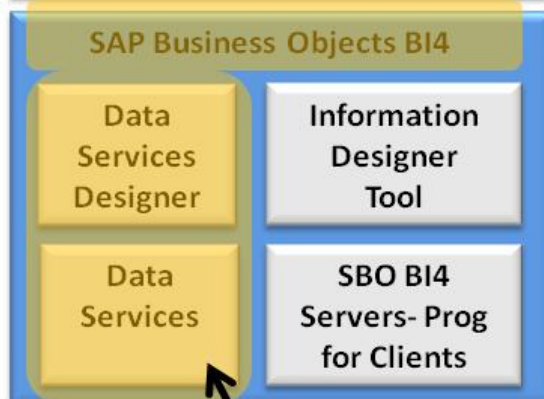 SAP Business Objects BI4
Data
Services
Designer
Information
Designer
Tool
Data
Services
SBO BI4
Servers- Prog
for Clients